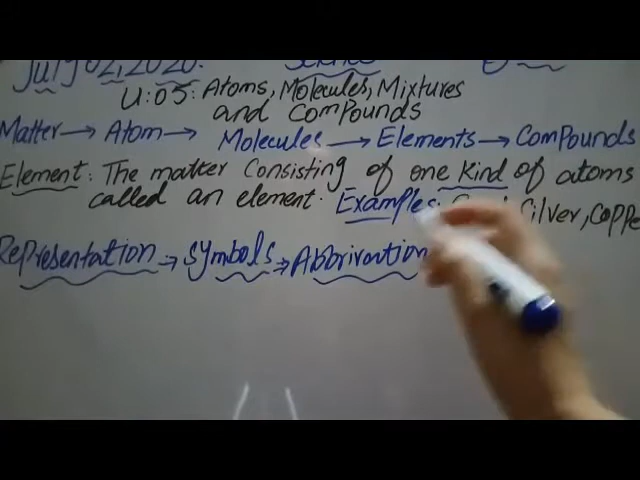 July 02, 2020. Science
U:05: Atoms, Molecules, Mixtures
and Compounds
Matter → Atom → Molecules → Elements → Compounds
Element: The matter consisting of one kind of atoms
called an element. Examples: Silver, Coppe
Representation → Symbols → Abbrivation